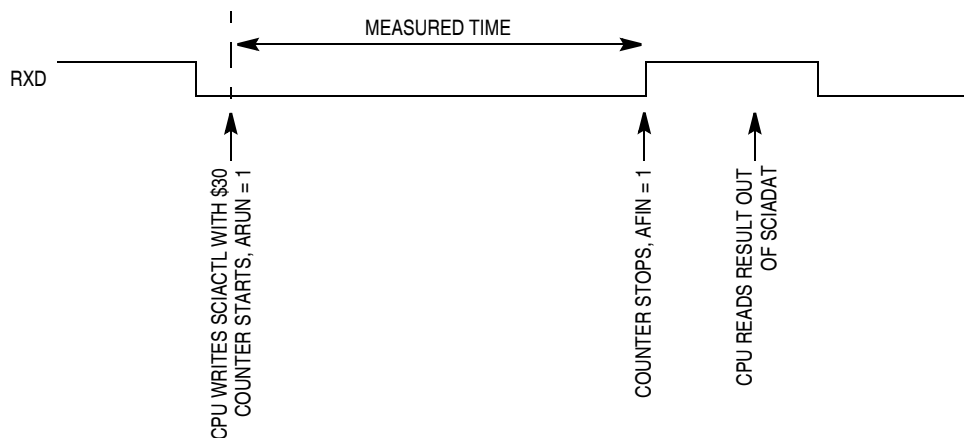 MEASURED TIME
RXD
CPU WRITES SCIACTL WITH $30
COUNTER STARTS, ARUN = 1
COUNTER STOPS, AFIN = 1
CPU READS RESULT OUT
OF SCIADAT